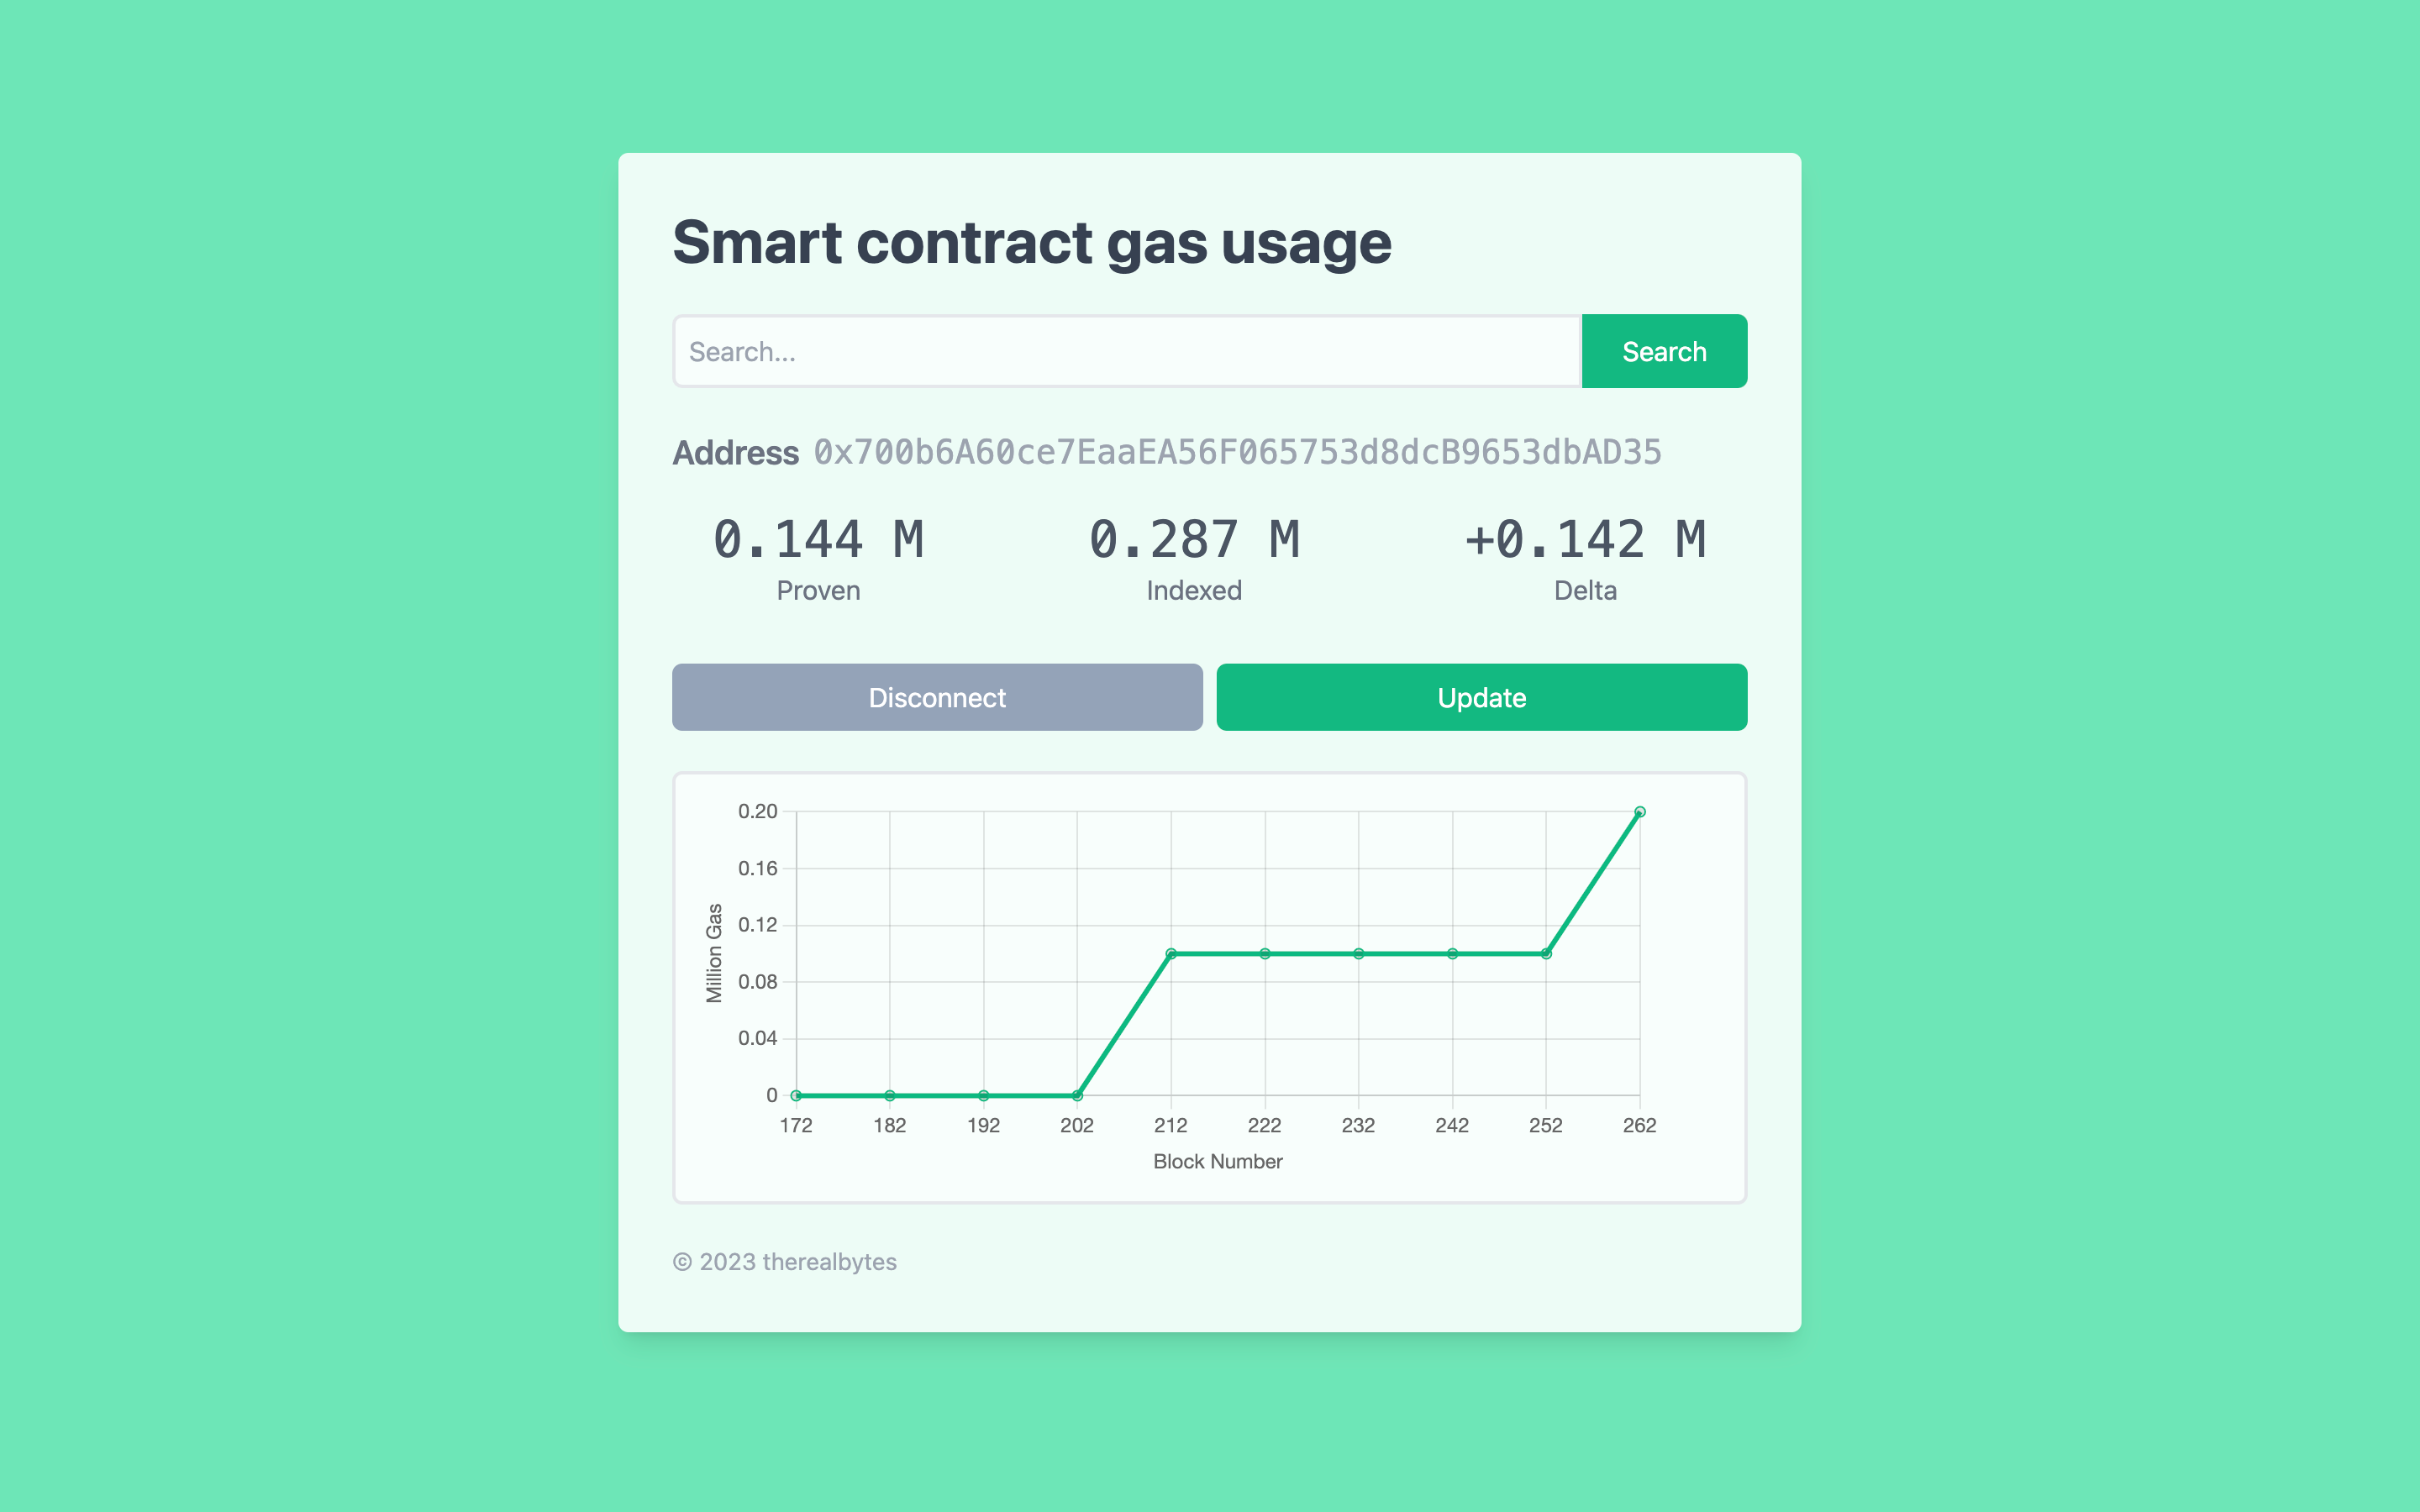 Smart contract gas usage
Search...
Search
Address 0x700b6A60ce7EaaEA56F065753d8dcB9653dbAD35
0.144 M
Proven
0.287 M
Indexed
+0.142 M
Delta
Disconnect
Update
0.20
0.16
0.12
0.08
0.04
0
Million Gas
172 182 192 202 212 222 232 242 252 262
Block Number
© 2023 therealbytes